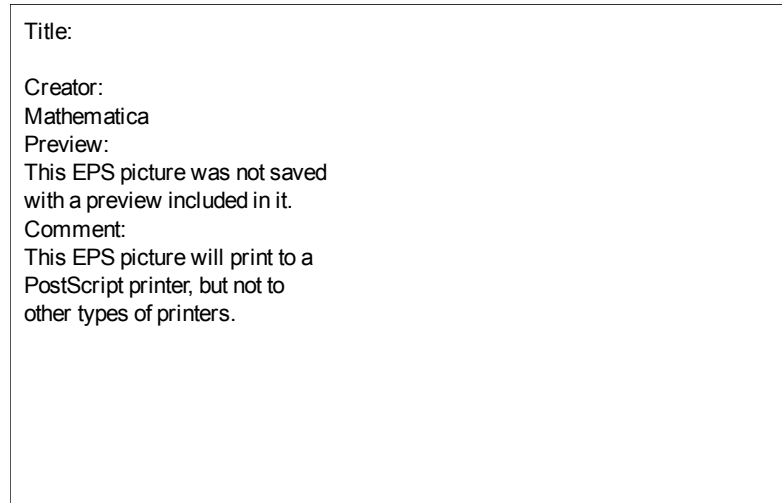 Title:
Creator:
Mathematica
Preview:
This EPS picture was not saved
with a preview included in it.
Comment:
This EPS picture will print to a
PostScript printer, but not to
other types of printers.